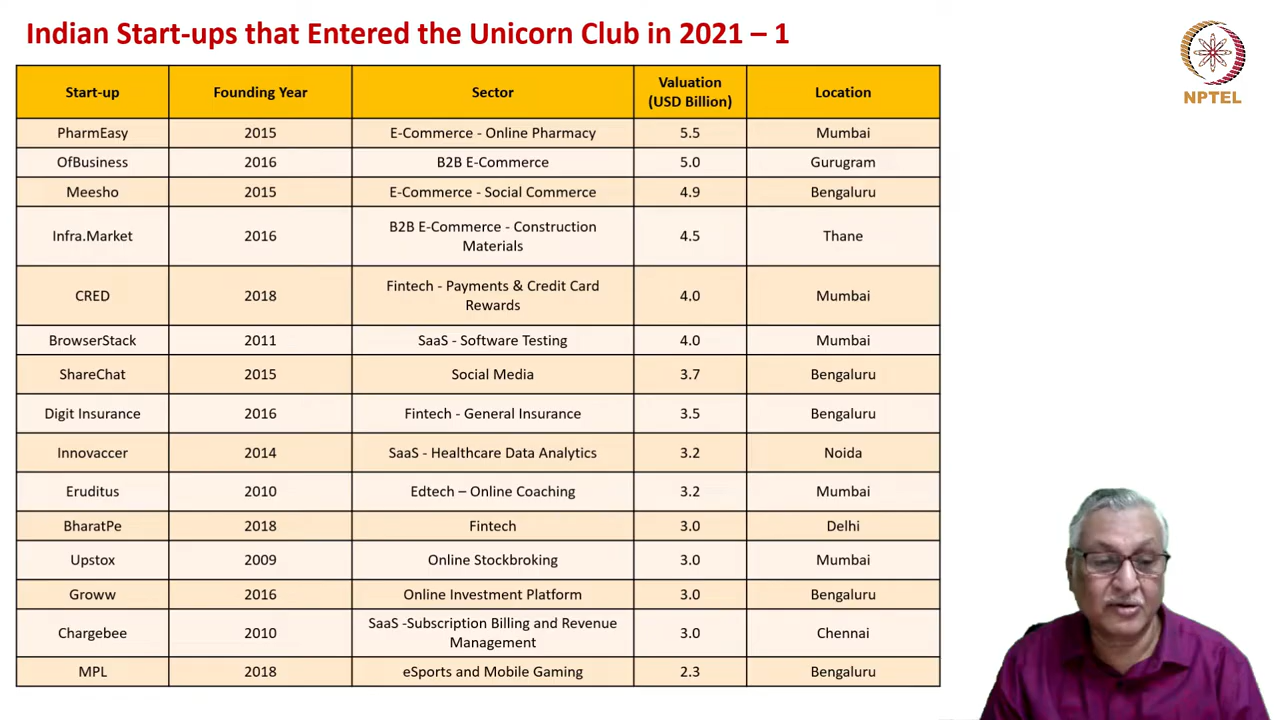 Indian Start-ups that Entered the Unicorn Club in 2021 – 1
NPTEL
Start-up Founding Year Sector Valuation (USD Billion) Location
PharmEasy 2015 E-Commerce - Online Pharmacy 5.5 Mumbai
OfBusiness 2016 B2B E-Commerce 5.0 Gurugram
Meesho 2015 E-Commerce - Social Commerce 4.9 Bengaluru
Infra.Market 2016 B2B E-Commerce - Construction Materials 4.5 Thane
CRED 2018 Fintech - Payments & Credit Card Rewards 4.0 Mumbai
BrowserStack 2011 SaaS - Software Testing 4.0 Mumbai
ShareChat 2015 Social Media 3.7 Bengaluru
Digit Insurance 2016 Fintech - General Insurance 3.5 Bengaluru
Innovaccer 2014 SaaS - Healthcare Data Analytics 3.2 Noida
Eruditus 2010 Edtech – Online Coaching 3.2 Mumbai
BharatPe 2018 Fintech 3.0 Delhi
Upstox 2009 Online Stockbroking 3.0 Mumbai
Groww 2016 Online Investment Platform 3.0 Bengaluru
Chargebee 2010 SaaS -Subscription Billing and Revenue Management 3.0 Chennai
MPL 2018 eSports and Mobile Gaming 2.3 Bengaluru